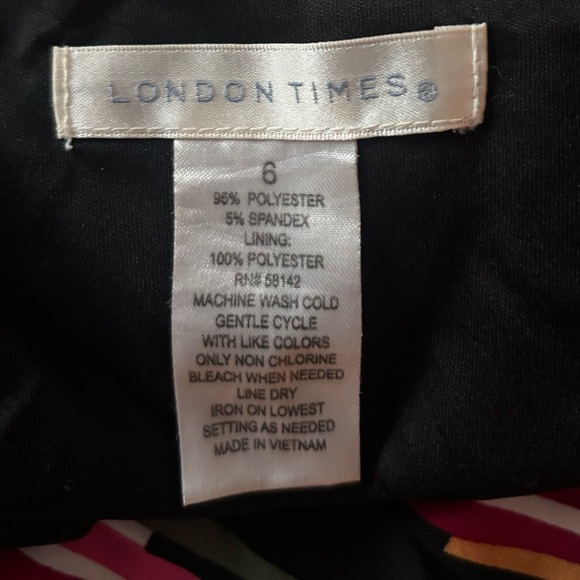 LONDON TIMES®
6
95% POLYESTER
5% SPANDEX
LINING:
100% POLYESTER
RN# 58142
MACHINE WASH COLD
GENTLE CYCLE
WITH LIKE COLORS
ONLY NON CHLORINE
BLEACH WHEN NEEDED
LINE DRY
IRON ON LOWEST
SETTING AS NEEDED
MADE IN VIETNAM